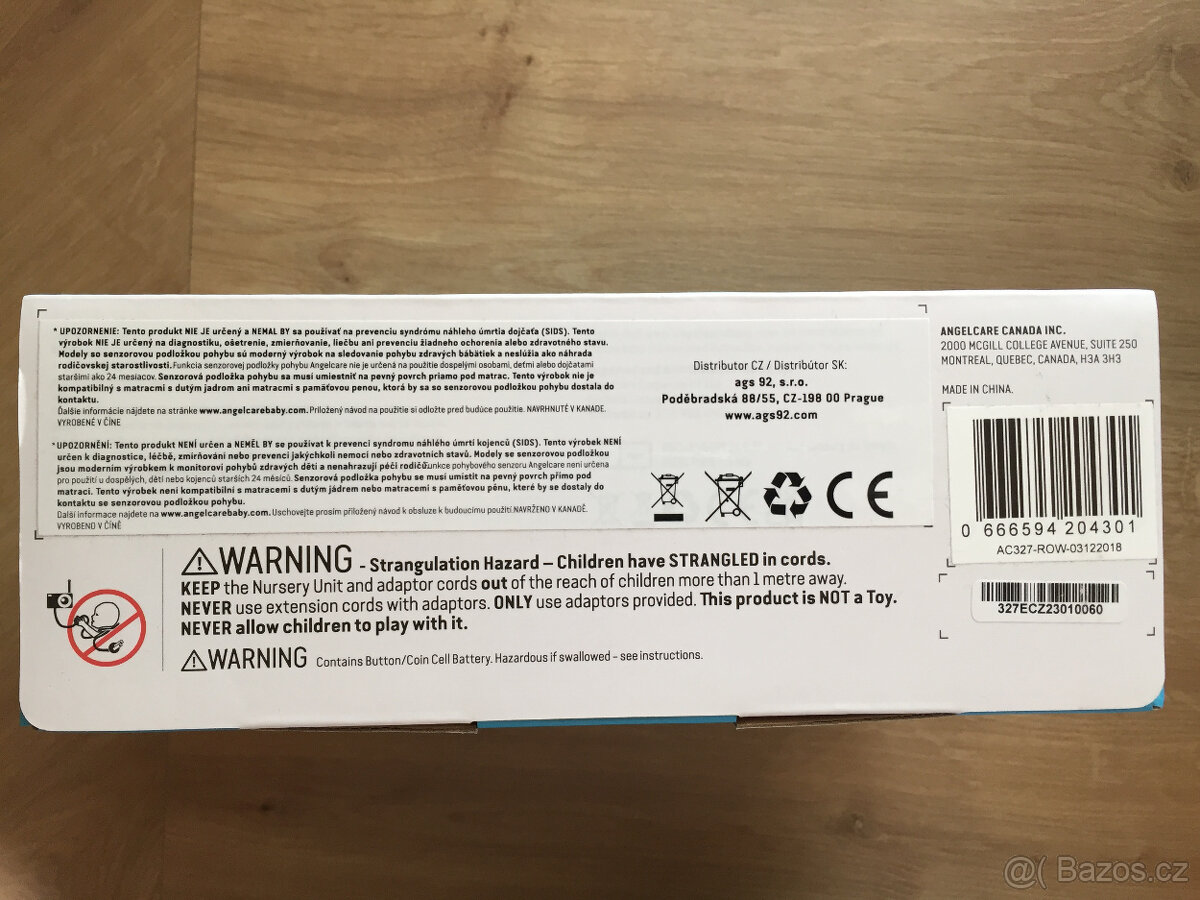 * UPOZORNENIE: Tento produkt NIE JE určený a NEMAL BY sa používať na prevenciu syndrómu náhleho úmrtia dojčaťa (SIDS). Tento
výrobok NIE JE určený na diagnostiku, ošetrenie, zmierňovanie, liečbu ani prevenciu žiadneho ochorenia alebo zdravotného stavu.
Modely so senzorovou podložkou pohybu sú moderný výrobok na sledovanie pohybu zdravých bábätiek a neslúžia ako náhrada
rodičovskej starostlivosti. Funkcia senzorovej podložky pohybu Angelcare nie je určená na použitie dospelými osobami, deťmi alebo dojčatami
staršími ako 24 mesiacov. Senzorová podložka pohybu sa musí umiestniť na pevný povrch priamo pod matrac. Tento výrobok nie je
kompatibilný s matracmi s dutým jadrom ani matracmi s pamäťovou penou, ktorá by sa so senzorovou podložkou pohybu dostala do
kontaktu.
Ďalšie informácie nájdete na stránke www.angelcarebaby.com. Priložený návod na použitie si odložte pred budúce použitie. NAVRHNUTÉ V KANADE.
VYROBENÉ V ČÍNE
* UPOZORNĚNÍ: Tento produkt NENÍ určen a NEMĚL BY se používat k prevenci syndromu náhlého úmrtí kojenců (SIDS). Tento výrobek NENÍ
určen k diagnostice, léčbě, zmírňování nebo prevenci jakýchkoli nemocí nebo zdravotních stavů. Modely se senzorovou podložkou
jsou moderním výrobkem k monitoroví pohybů zdravých dětí a nenahrazují péči rodičů. Funkce pohybového senzoru Angelcare není určena
pro použití u dospělých, dětí nebo kojenců starších 24 měsíců. Senzorová podložka pohybu se musí umístit na pevný povrch přímo pod
matraci. Tento výrobek není kompatibilní s matracemi s dutým jádrem nebo matracemi s paměťovou pěnu, které by se dostaly do
kontaktu se senzorovou podložkou pohybu.
Další informace najdete na www.angelcarebaby.com. Uschovejte prosím přiložený návod k obsluze k budoucímu použití. NAVRŽENO V KANADĚ.
VYROBENO V ČÍNĚ
Distributor CZ / Distribútor SK:
ags 92, s.r.o.
Poděbradská 88/55, CZ-198 00 Prague
www.ags92.com
CE
ANGELCARE CANADA INC.
2000 MCGILL COLLEGE AVENUE, SUITE 250
MONTREAL, QUEBEC, CANADA, H3A 3H3
MADE IN CHINA.
0 666594 204301
AC327-ROW-03122018
327ECZ23010060
WARNING - Strangulation Hazard – Children have STRANGLED in cords.
KEEP the Nursery Unit and adaptor cords out of the reach of children more than 1 metre away.
NEVER use extension cords with adaptors. ONLY use adaptors provided. This product is NOT a Toy.
NEVER allow children to play with it.
WARNING Contains Button/Coin Cell Battery. Hazardous if swallowed – see instructions.
@( Bazos.cz